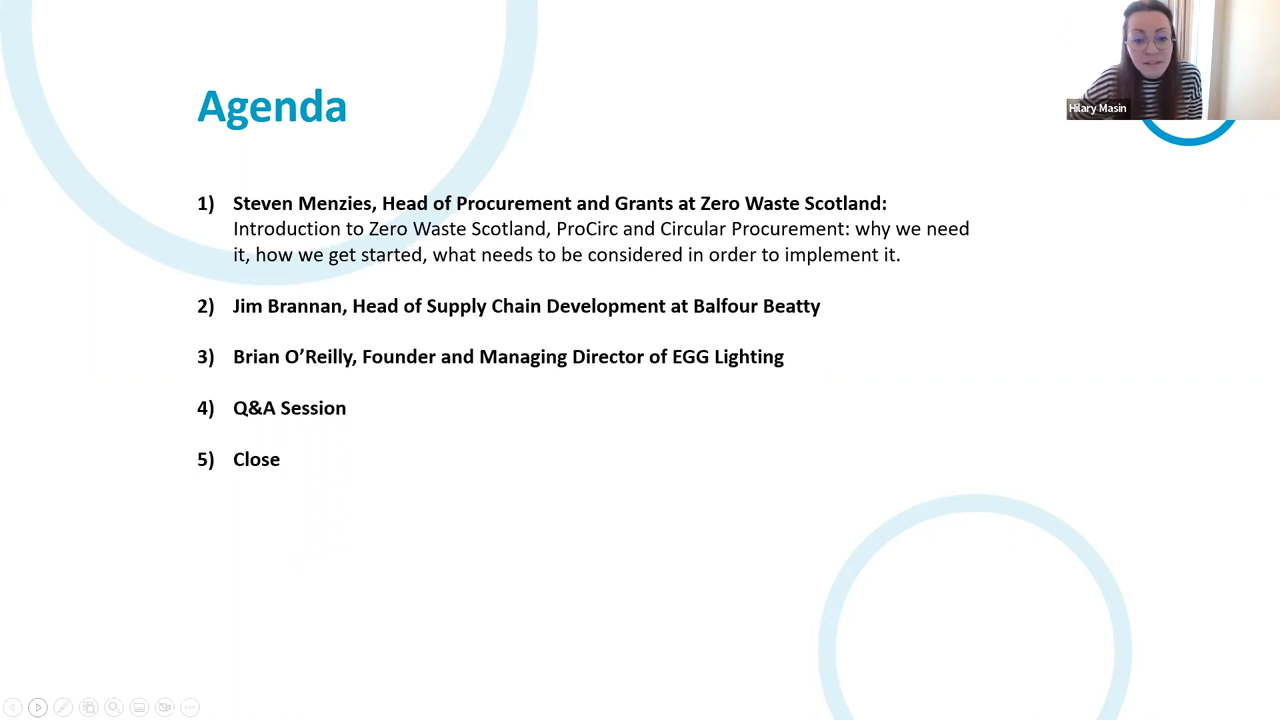 Agenda
Hilary Masin
1) Steven Menzies, Head of Procurement and Grants at Zero Waste Scotland:
Introduction to Zero Waste Scotland, ProCirc and Circular Procurement: why we need
it, how we get started, what needs to be considered in order to implement it.
2) Jim Brannan, Head of Supply Chain Development at Balfour Beatty
3) Brian O’Reilly, Founder and Managing Director of EGG Lighting
4) Q&A Session
5) Close